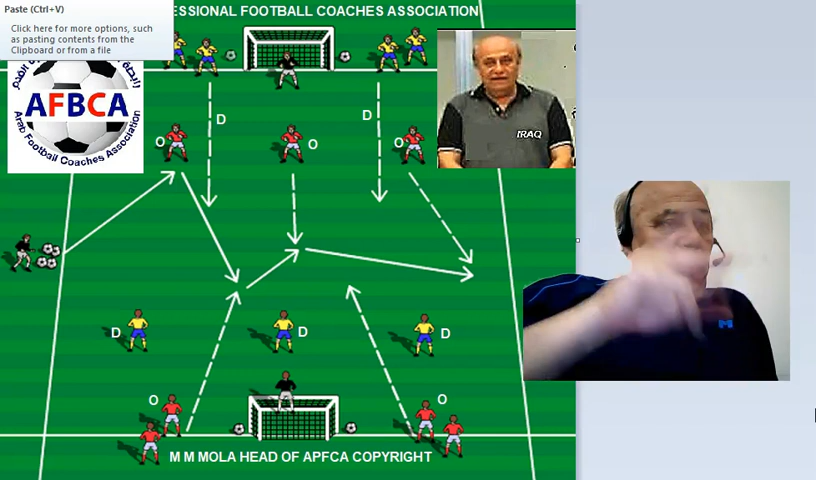 Paste (Ctrl+V)
Click here for more options, such
as pasting contents from the
Clipboard or from a file
ESSIONAL FOOTBALL COACHES ASSOCIATION
AFBCA
Arab Football Coaches Association
IRAQ
D
D
O
O
O
D
D
D
O
O
M M MOLA HEAD OF APFCA COPYRIGHT